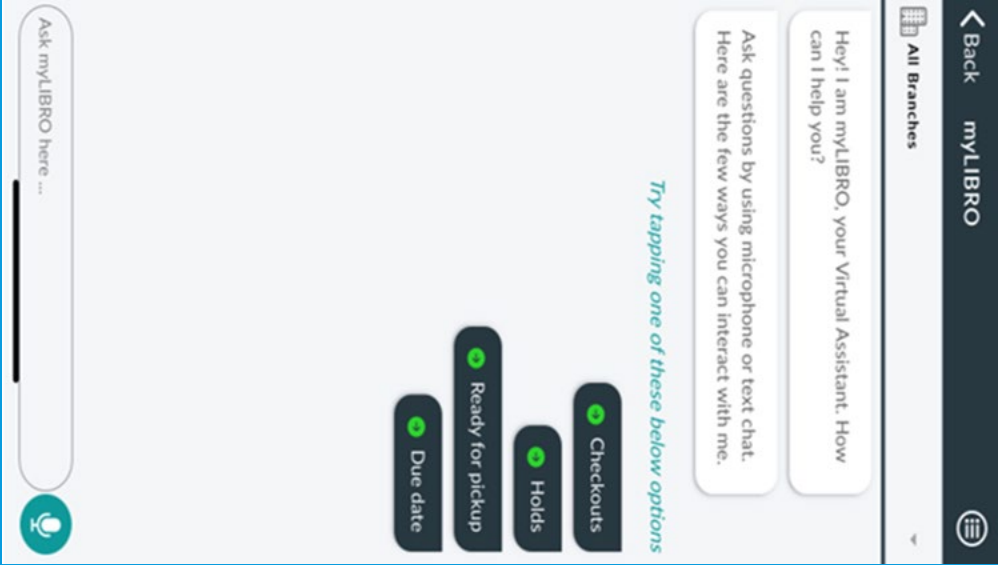 Back myLIBRO
All Branches
Hey! I am myLIBRO, your Virtual Assistant. How
can I help you?
Ask questions by using microphone or text chat.
Here are the few ways you can interact with me.
Try tapping one of these below options
Checkouts
Holds
Ready for pickup
Due date
Ask myLIBRO here ...